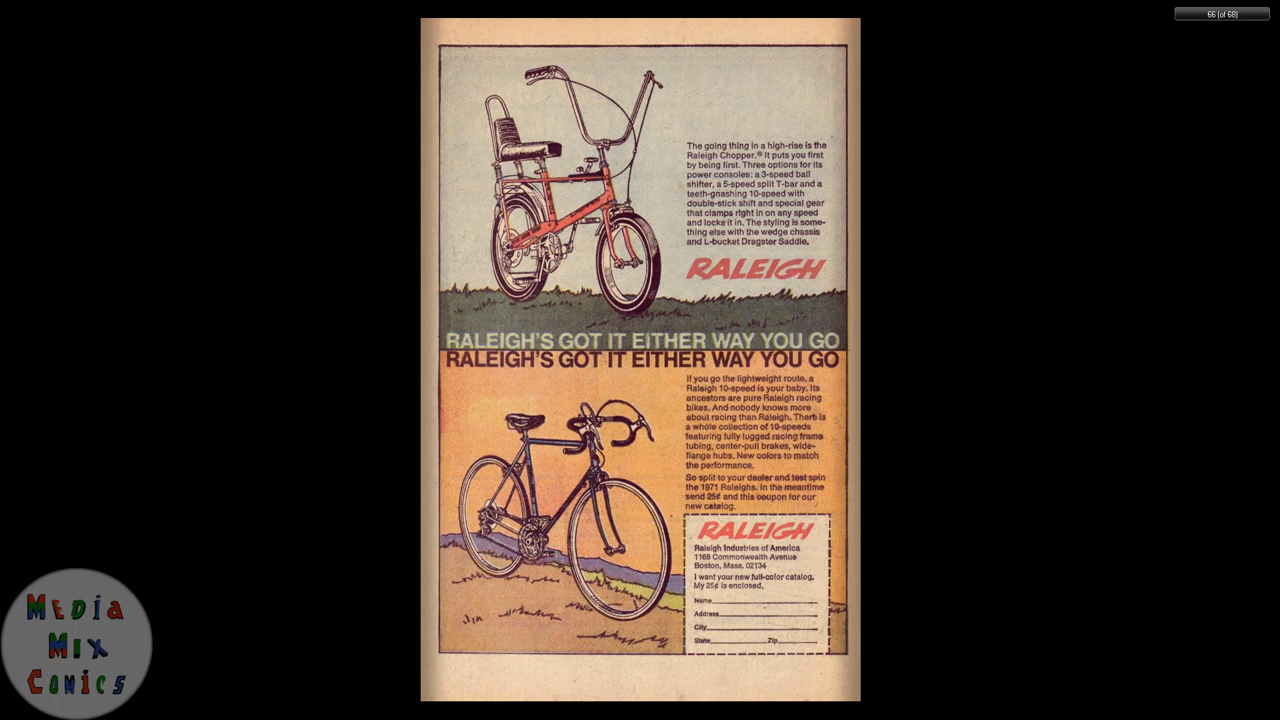 66 (of 68)
The going thing in a high-rise is the
Raleigh Chopper.® It puts you first
by being first. Three options for its
power consoles: a 3-speed ball
shifter, a 5-speed split T-bar and a
teeth-gnashing 10-speed with
double-stick shift and special gear
that clamps right in on any speed
and locks it in. The styling is some-
thing else with the wedge chassis
and L-bucket Dragster Saddle.
RALEIGH
RALEIGH'S GOT IT EITHER WAY YOU GO
RALEIGH'S GOT IT EITHER WAY YOU GO
If you go the lightweight route, a
Raleigh 10-speed is your baby. Its
ancestors are pure Raleigh racing
bikes. And nobody knows more
about racing than Raleigh. There is
a whole collection of 10-speeds
featuring fully lugged racing frame
tubing, center-pull brakes, wide-
flange hubs. New colors to match
the performance.
So split to your dealer and test spin
the 1971 Raleighs. In the meantime
send 25¢ and this coupon for our
new catalog.
RALEIGH
Raleigh Industries of America
1168 Commonwealth Avenue
Boston, Mass. 02134
I want your new full-color catalog.
My 25¢ is enclosed.
Name
Address
City
State Zip
MEDIA
MIX
COMICS